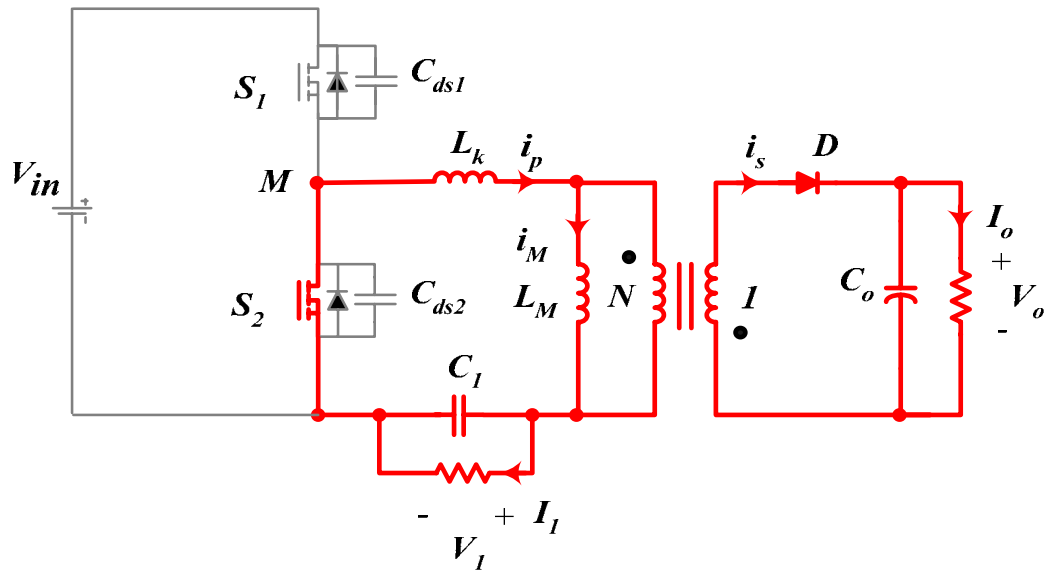 S1
Cds1
Vin
+
-
M
Lk
ip
is
D
iM
LM
N
1
S2
Cds2
Co
Io
+
Vo
-
C1
-
+
I1
V1